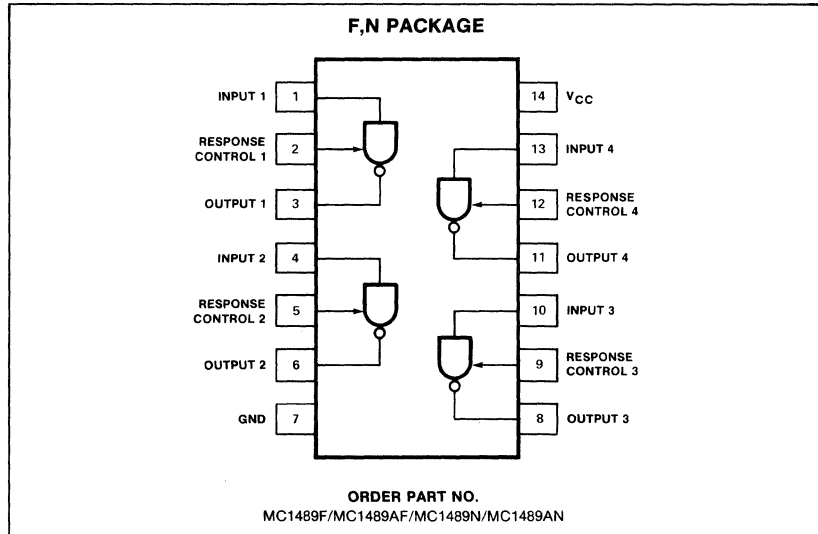 F,N PACKAGE
INPUT 1 1
RESPONSE
CONTROL 1 2
OUTPUT 1 3
INPUT 2 4
RESPONSE
CONTROL 2 5
OUTPUT 2 6
GND 7
14 VCC
13 INPUT 4
12 RESPONSE
CONTROL 4
11 OUTPUT 4
10 INPUT 3
9 RESPONSE
CONTROL 3
8 OUTPUT 3
ORDER PART NO.
MC1489F/MC1489AF/MC1489N/MC1489AN